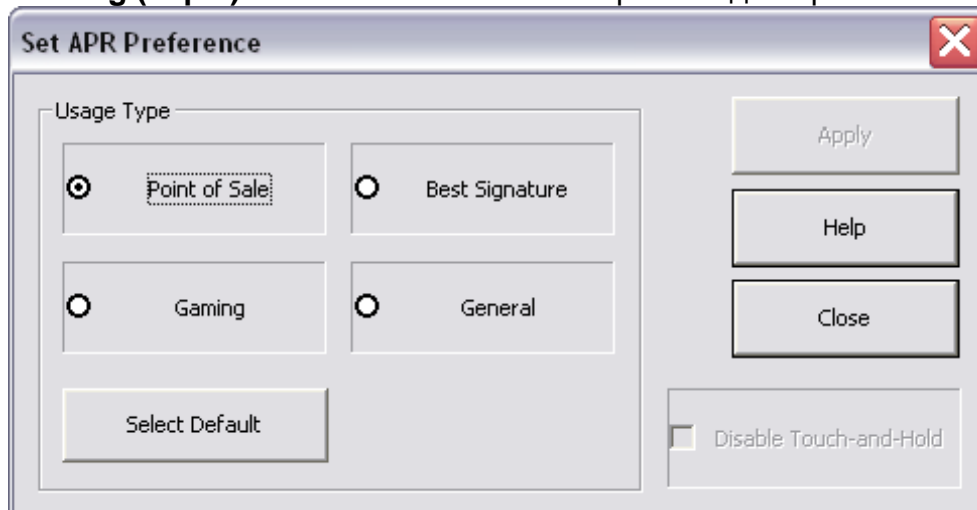 Set APR Preference
Usage Type
Point of Sale
Best Signature
Gaming
General
Select Default
Apply
Help
Close
Disable Touch-and-Hold